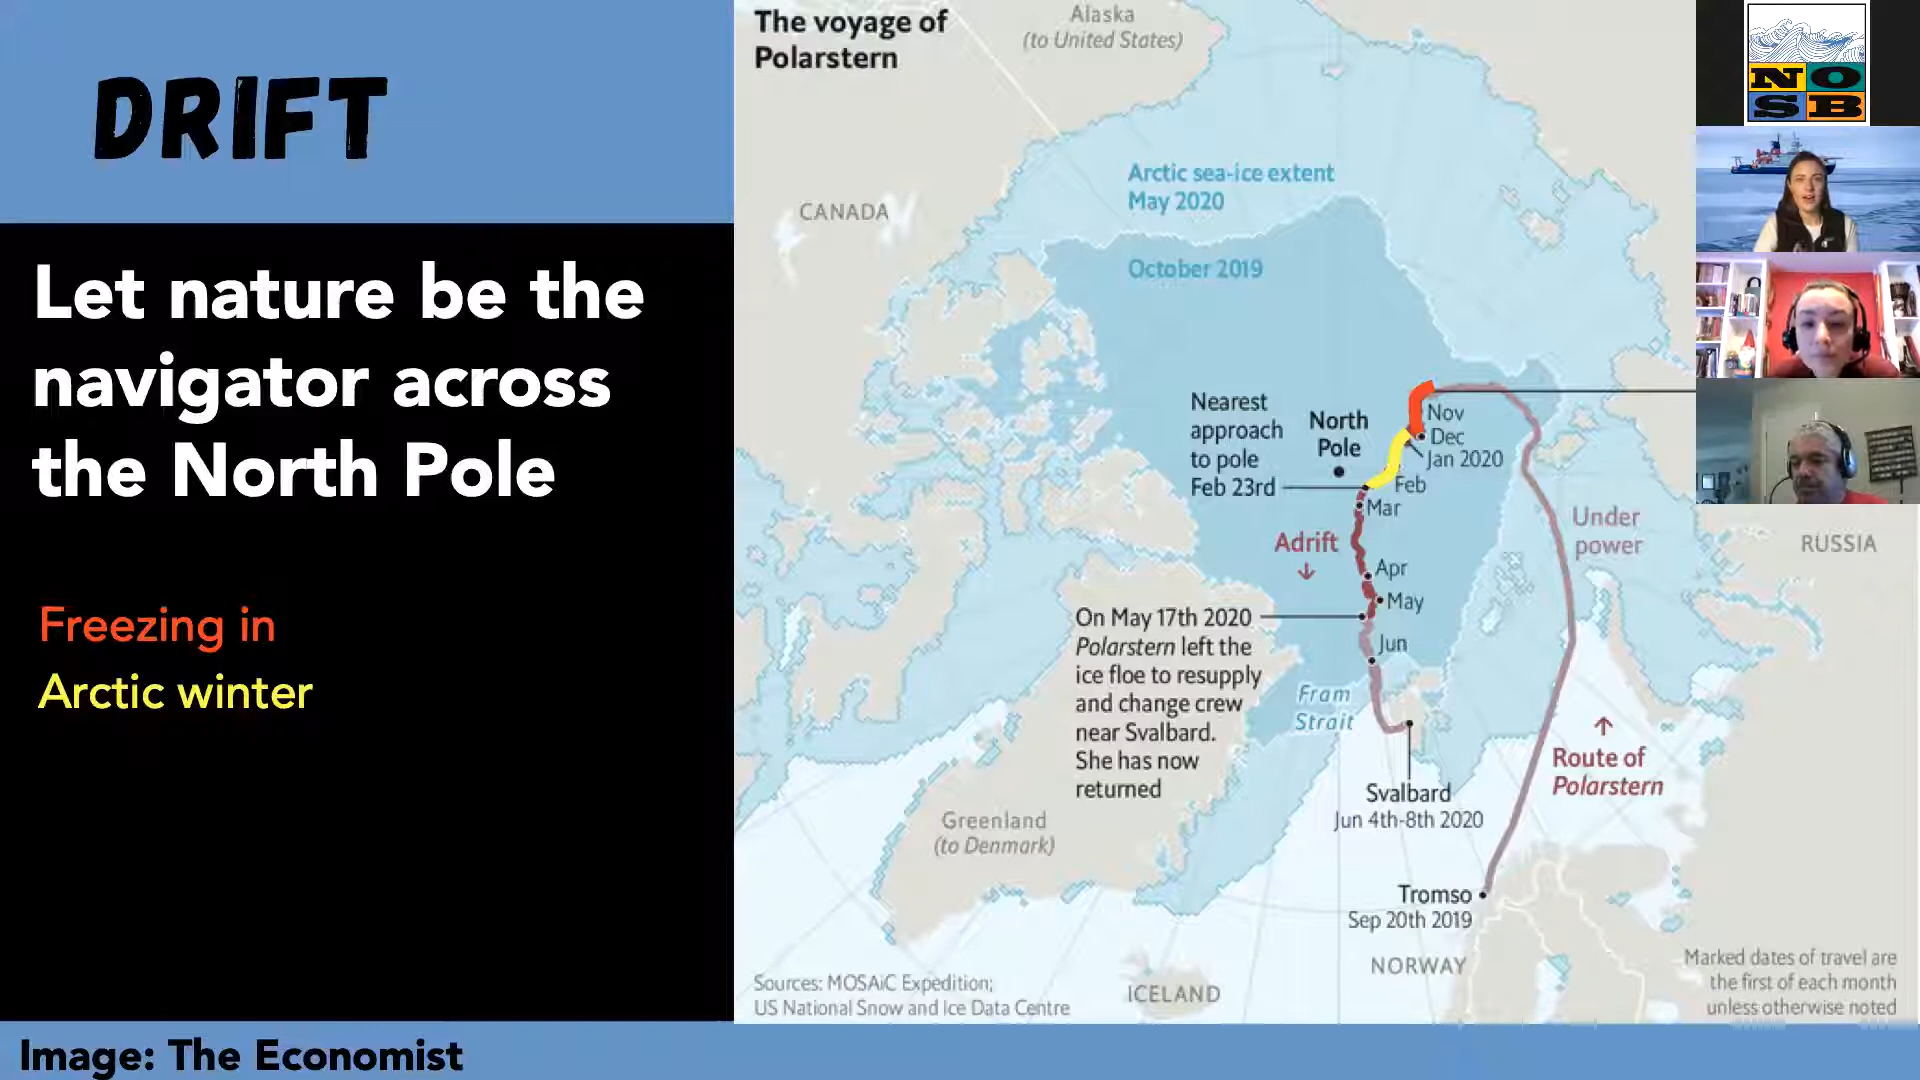 DRIFT
Let nature be the
navigator across
the North Pole
Freezing in
Arctic winter
Image: The Economist
The voyage of
Polarstern
Alaska
(to United States)
CANADA
Arctic sea-ice extent
May 2020
October 2019
Nearest
approach
to pole
Feb 23rd
North
Pole
Nov
Dec
Jan 2020
Feb
Mar
Adrift
↓
Apr
May
Jun
Under
power
RUSSIA
On May 17th 2020
Polarstern left the
ice floe to resupply
and change crew
near Svalbard.
She has now
returned
Fram
Strait
↑
Route of
Polarstern
Svalbard
Jun 4th-8th 2020
Greenland
(to Denmark)
Tromso
Sep 20th 2019
NORWAY
ICELAND
Sources: MOSAiC Expedition;
US National Snow and Ice Data Centre
Marked dates of travel are
the first of each month
unless otherwise noted
NO
SB